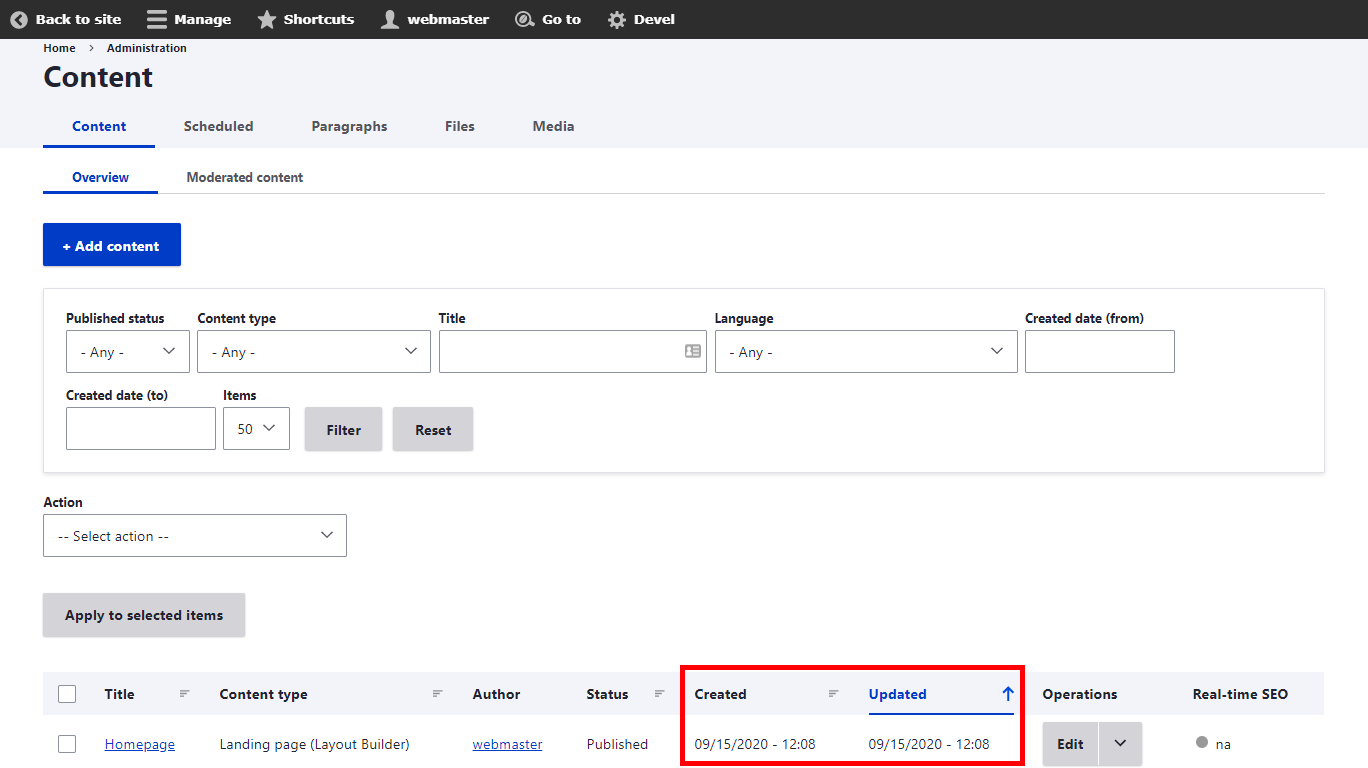 Back to site Manage Shortcuts webmaster Go to Devel
Home > Administration
Content
Content Scheduled Paragraphs Files Media
Overview Moderated content
+ Add content
Published status Content type Title Language Created date (from)
- Any - - Any - - Any -
Created date (to) Items
50 Filter Reset
Action
-- Select action --
Apply to selected items
Title Content type Author Status Created Updated Operations Real-time SEO
Homepage Landing page (Layout Builder) webmaster Published 09/15/2020 - 12:08 09/15/2020 - 12:08 Edit na